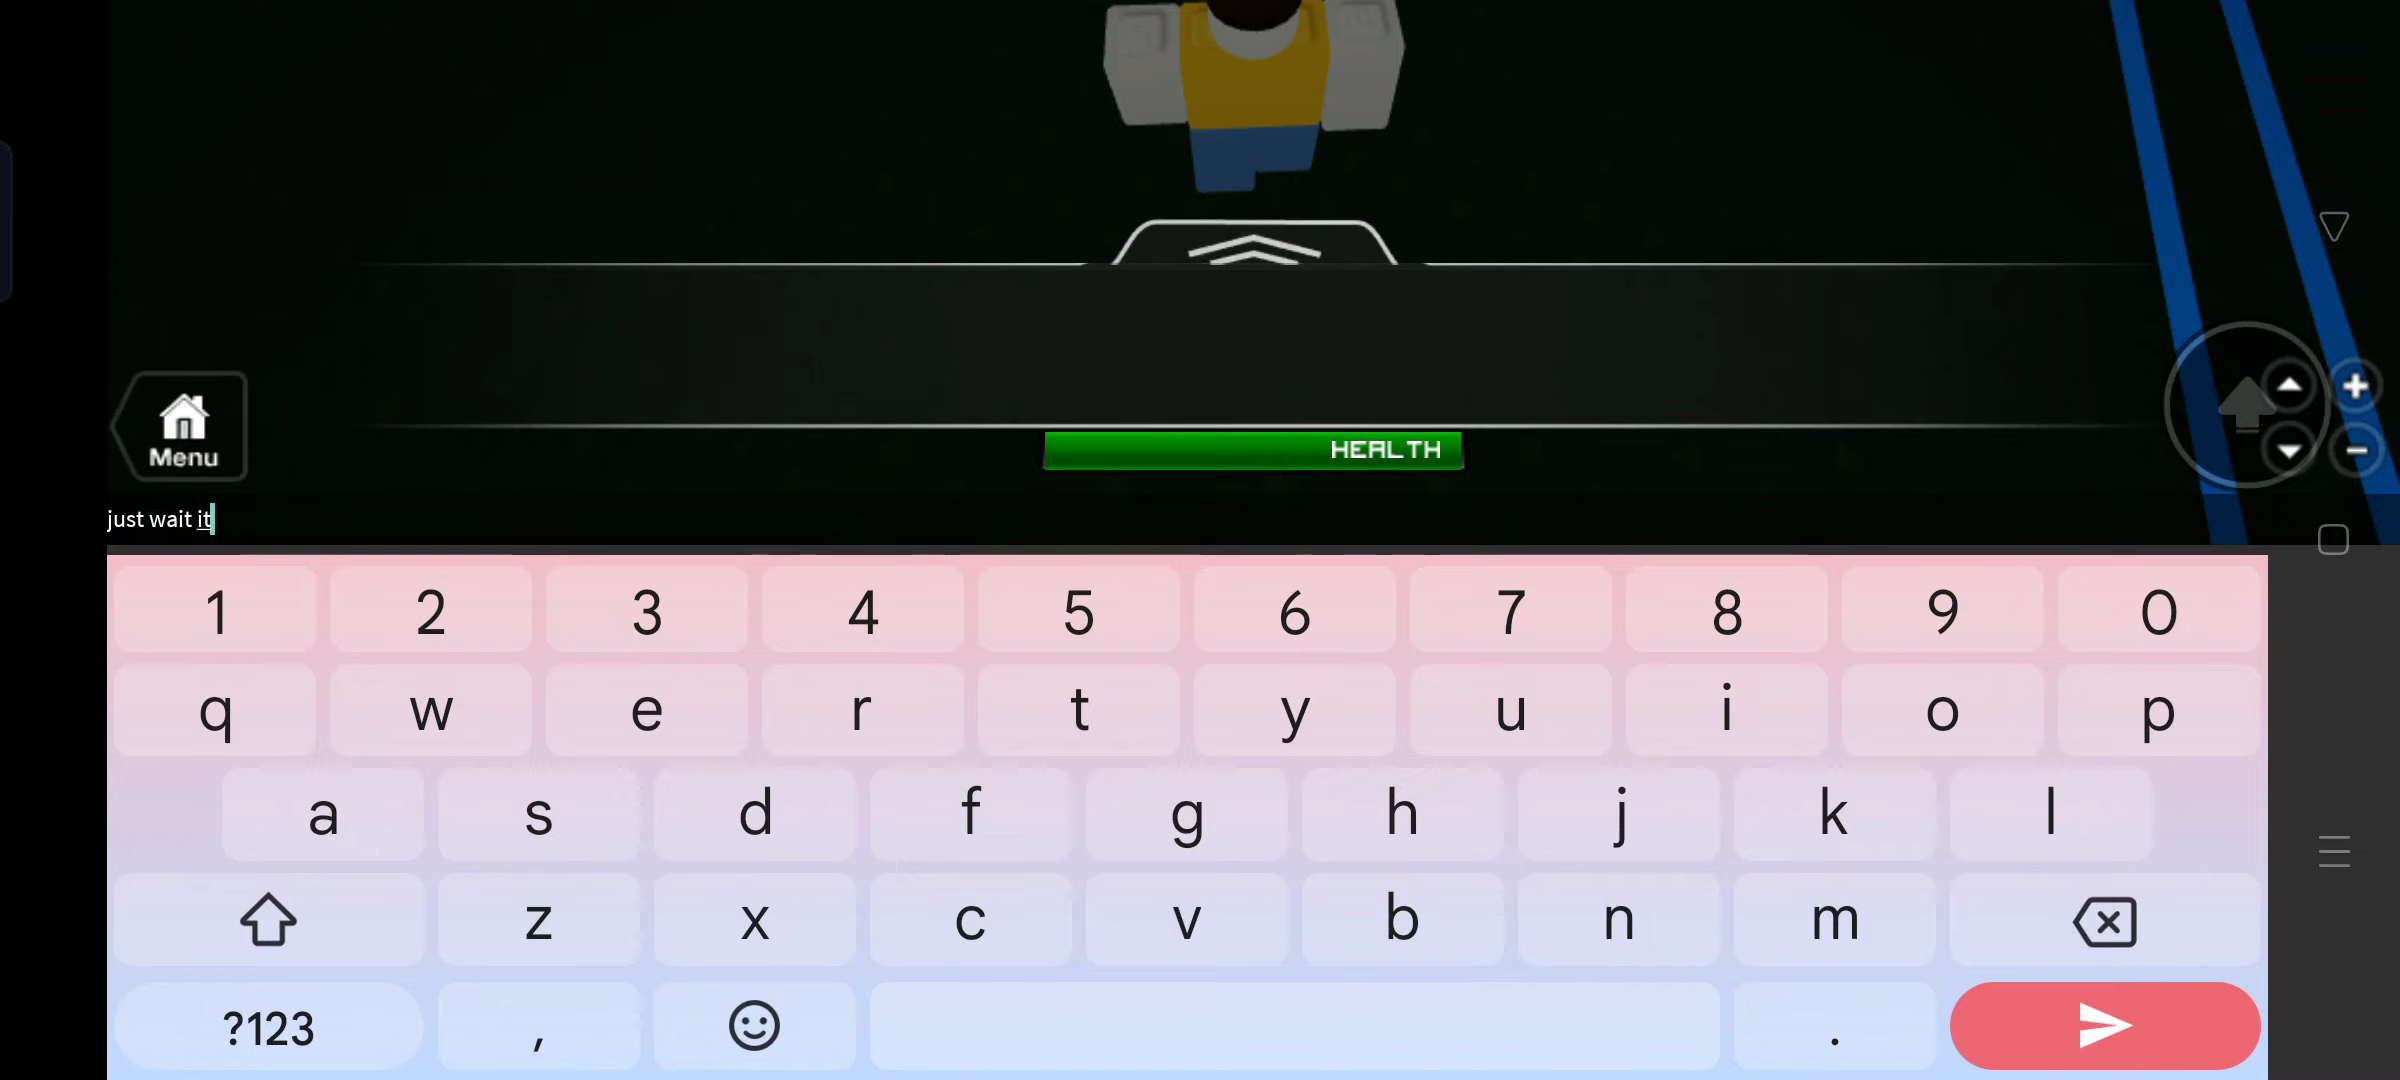 Menu
HEALTH
just wait it
1 2 3 4 5 6 7 8 9 0
q w e r t y u i o p
a s d f g h j k l
z x c v b n m
?123 , .